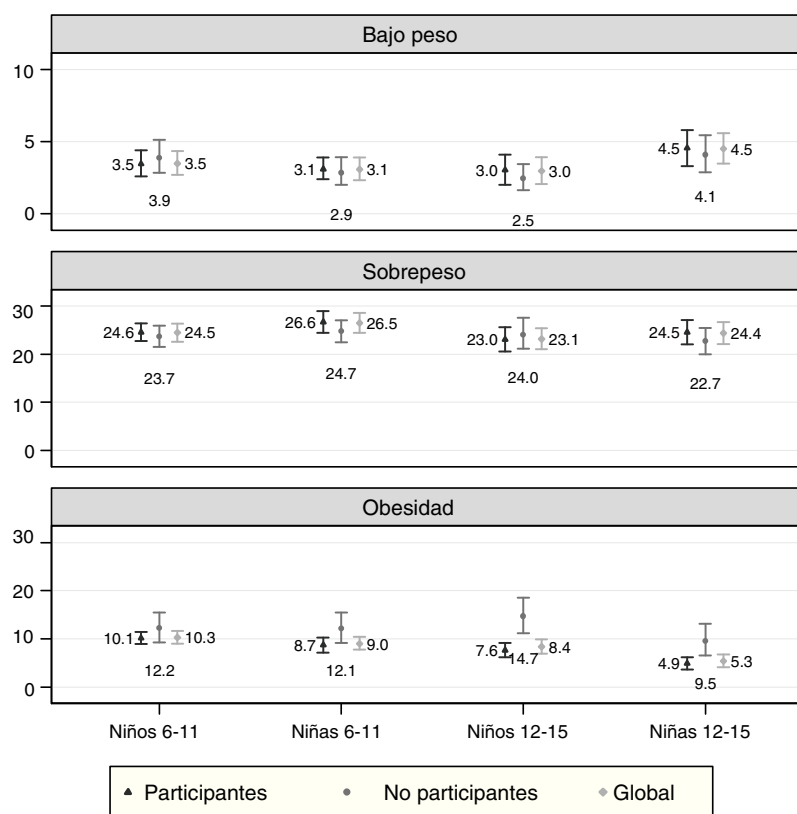 Bajo peso
10
5
0
3.5 3.5 3.1 3.1 3.0 3.0 4.5 4.5
3.9 2.9 2.5 4.1
Sobrepeso
30
20
10
0
24.6 24.5 26.6 26.5 23.0 23.1 24.5 24.4
23.7 24.7 24.0 22.7
Obesidad
30
20
10
0
10.1 10.3 8.7 9.0 7.6 8.4 4.9 5.3
12.2 12.1 14.7 9.5
Niños 6-11 Niñas 6-11 Niños 12-15 Niñas 12-15
Participantes No participantes Global